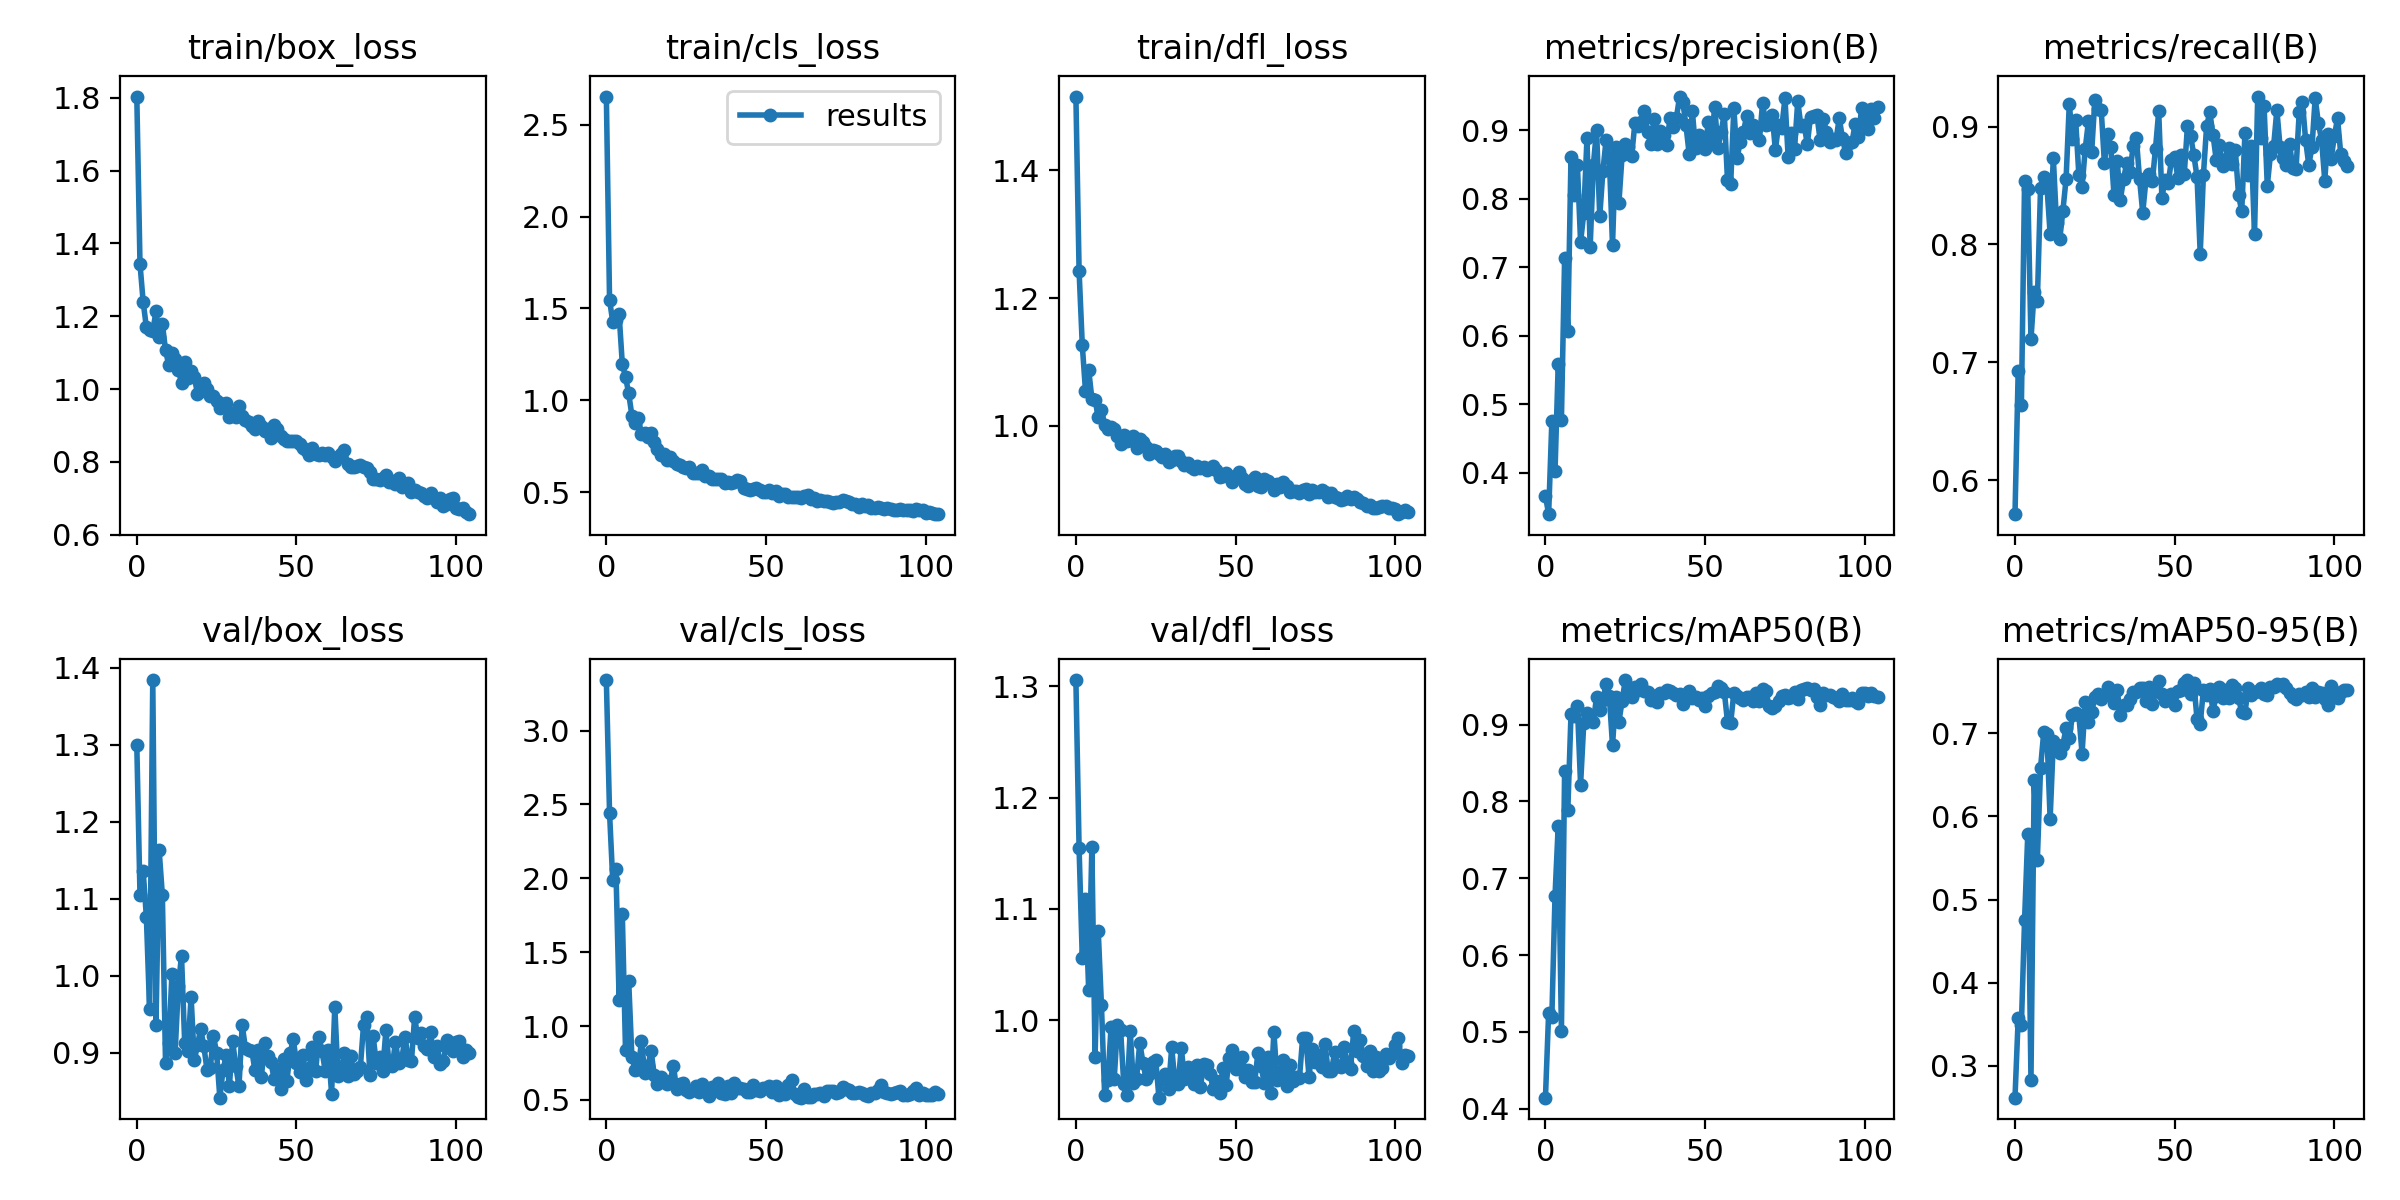 train/box_loss
1.8
1.6
1.4
1.2
1.0
0.8
0.6
0 50 100
train/cls_loss
results
2.5
2.0
1.5
1.0
0.5
0 50 100
train/dfl_loss
1.4
1.2
1.0
0 50 100
metrics/precision(B)
0.9
0.8
0.7
0.6
0.5
0.4
0 50 100
metrics/recall(B)
0.9
0.8
0.7
0.6
0 50 100
val/box_loss
1.4
1.3
1.2
1.1
1.0
0.9
0 50 100
val/cls_loss
3.0
2.5
2.0
1.5
1.0
0.5
0 50 100
val/dfl_loss
1.3
1.2
1.1
1.0
0 50 100
metrics/mAP50(B)
0.9
0.8
0.7
0.6
0.5
0.4
0 50 100
metrics/mAP50-95(B)
0.7
0.6
0.5
0.4
0.3
0 50 100